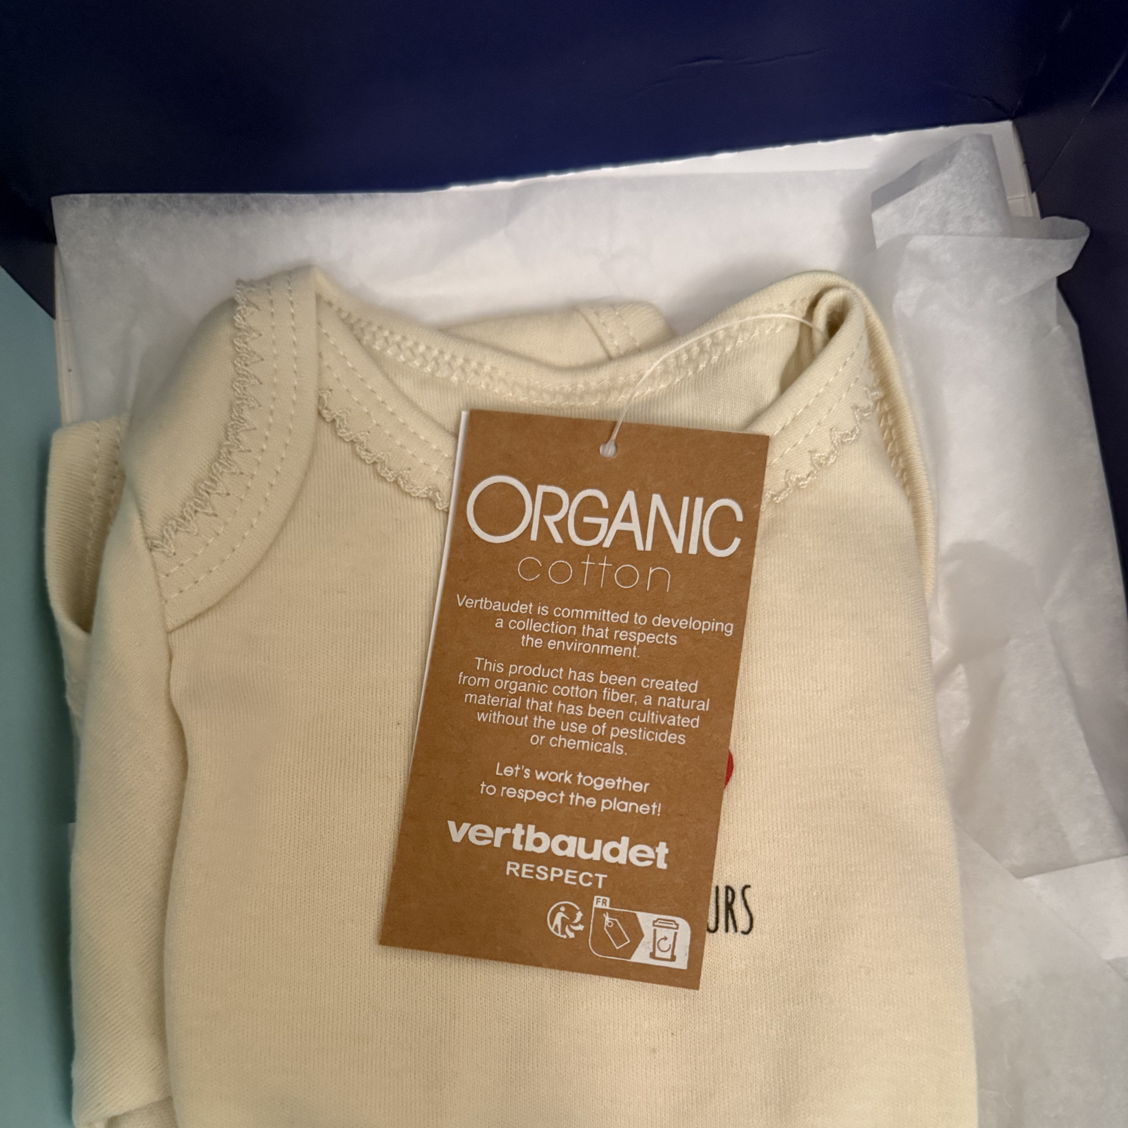 ORGANIC
cotton
Vertbaudet is committed to developing
a collection that respects
the environment.
This product has been created
from organic cotton fiber, a natural
material that has been cultivated
without the use of pesticides
or chemicals.
Let's work together
to respect the planet!
vertbaudet
RESPECT
FR
URS